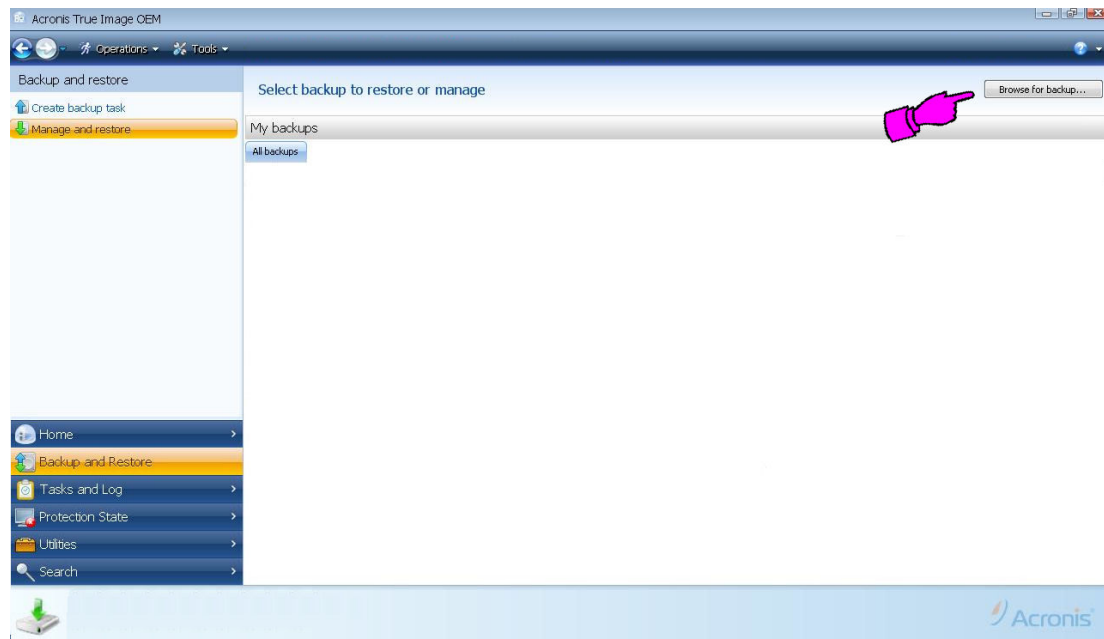 Acronis True Image OEM
Operations Tools
Backup and restore
Create backup task
Manage and restore
Select backup to restore or manage
Browse for backup...
My backups
All backups
Home
Backup and Restore
Tasks and Log
Protection State
Utilities
Search
Acronis